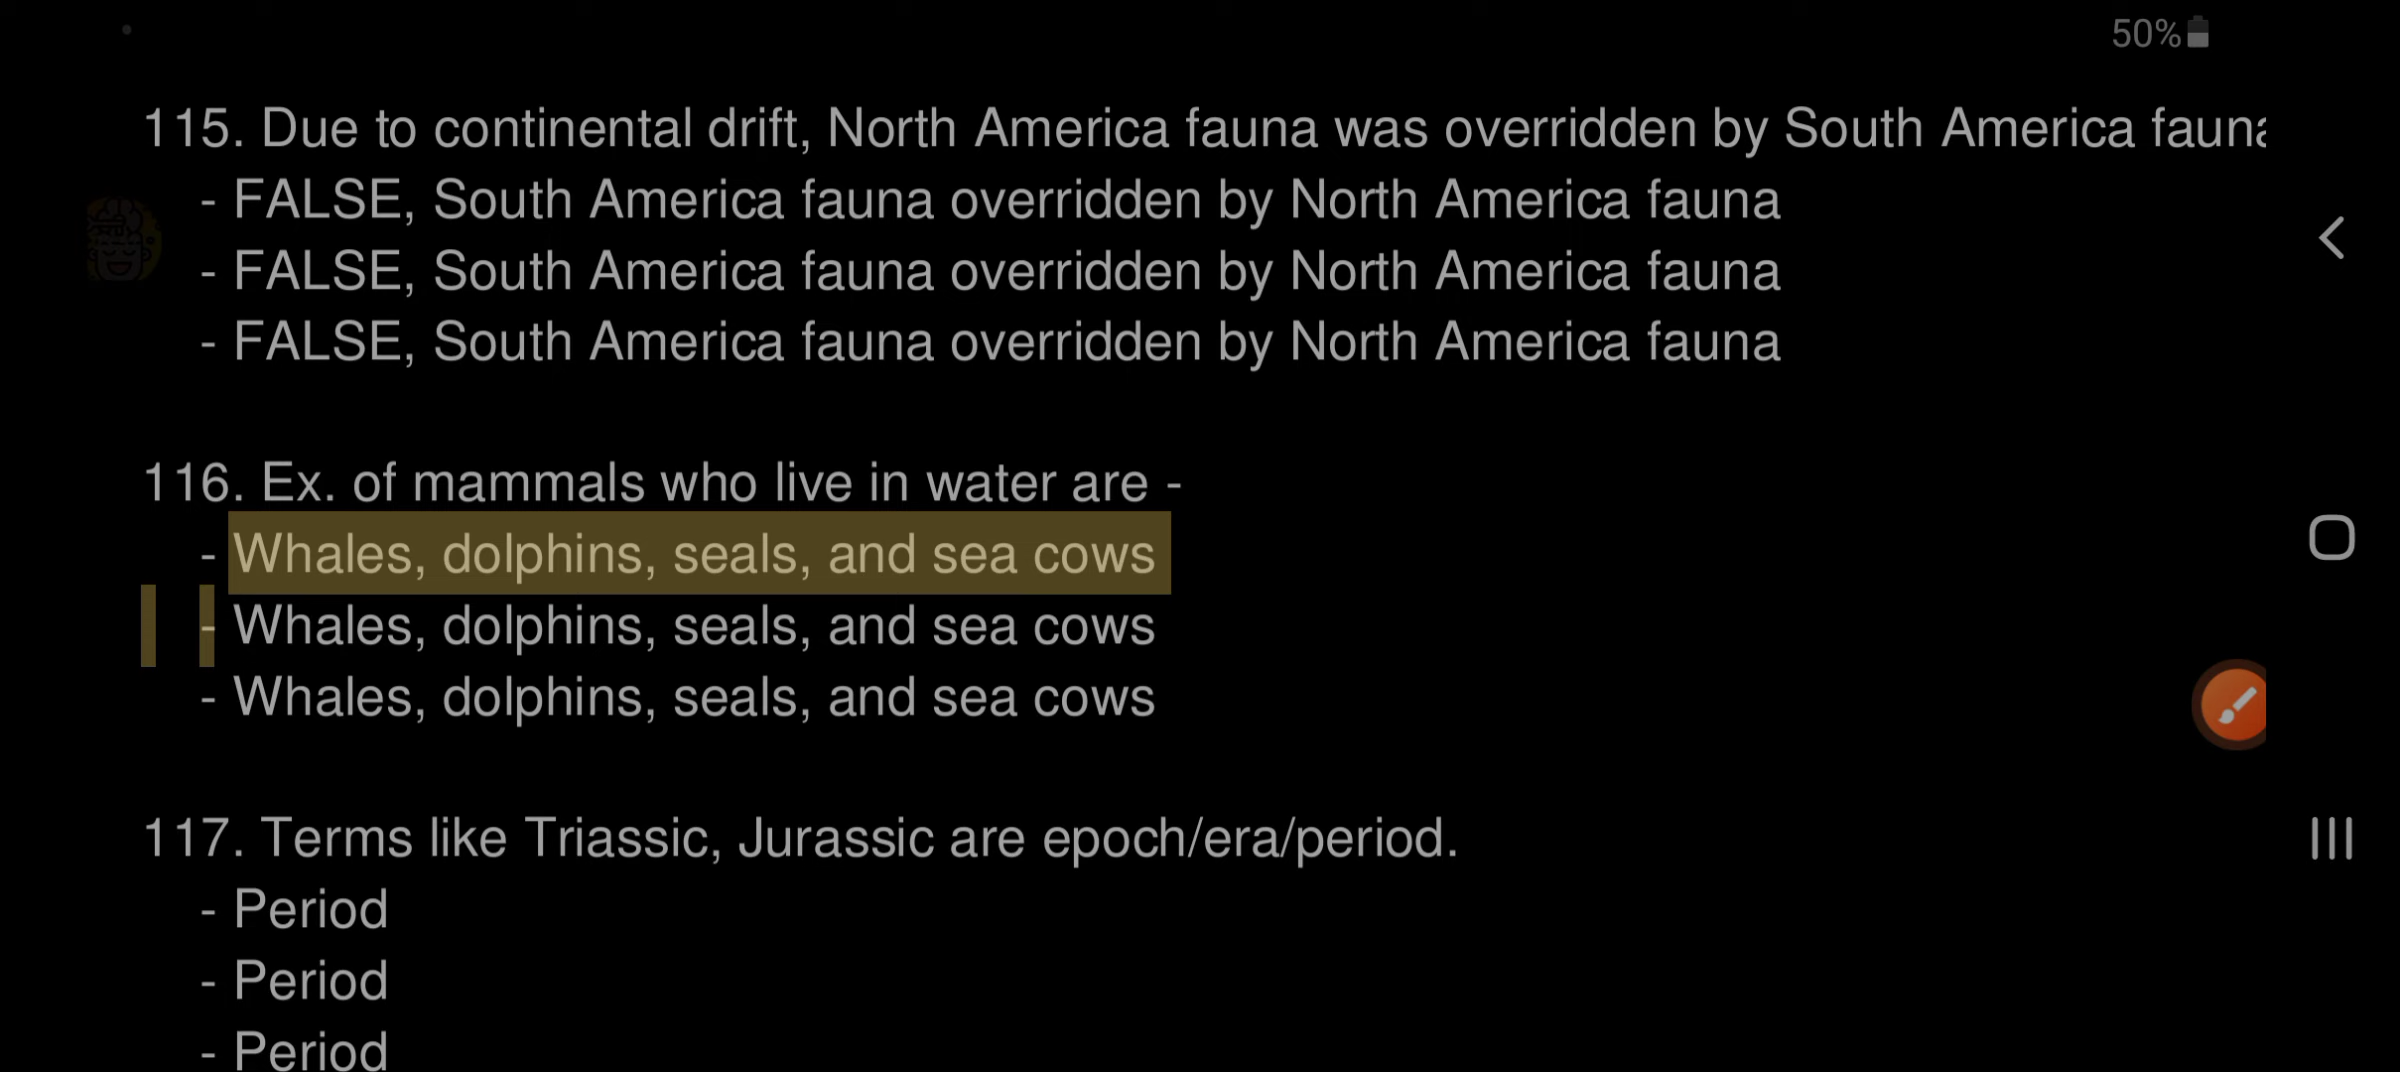 50%
115. Due to continental drift, North America fauna was overridden by South America fauna
- FALSE, South America fauna overridden by North America fauna
- FALSE, South America fauna overridden by North America fauna
- FALSE, South America fauna overridden by North America fauna
116. Ex. of mammals who live in water are -
- Whales, dolphins, seals, and sea cows
- Whales, dolphins, seals, and sea cows
- Whales, dolphins, seals, and sea cows
117. Terms like Triassic, Jurassic are epoch/era/period.
- Period
- Period
- Period